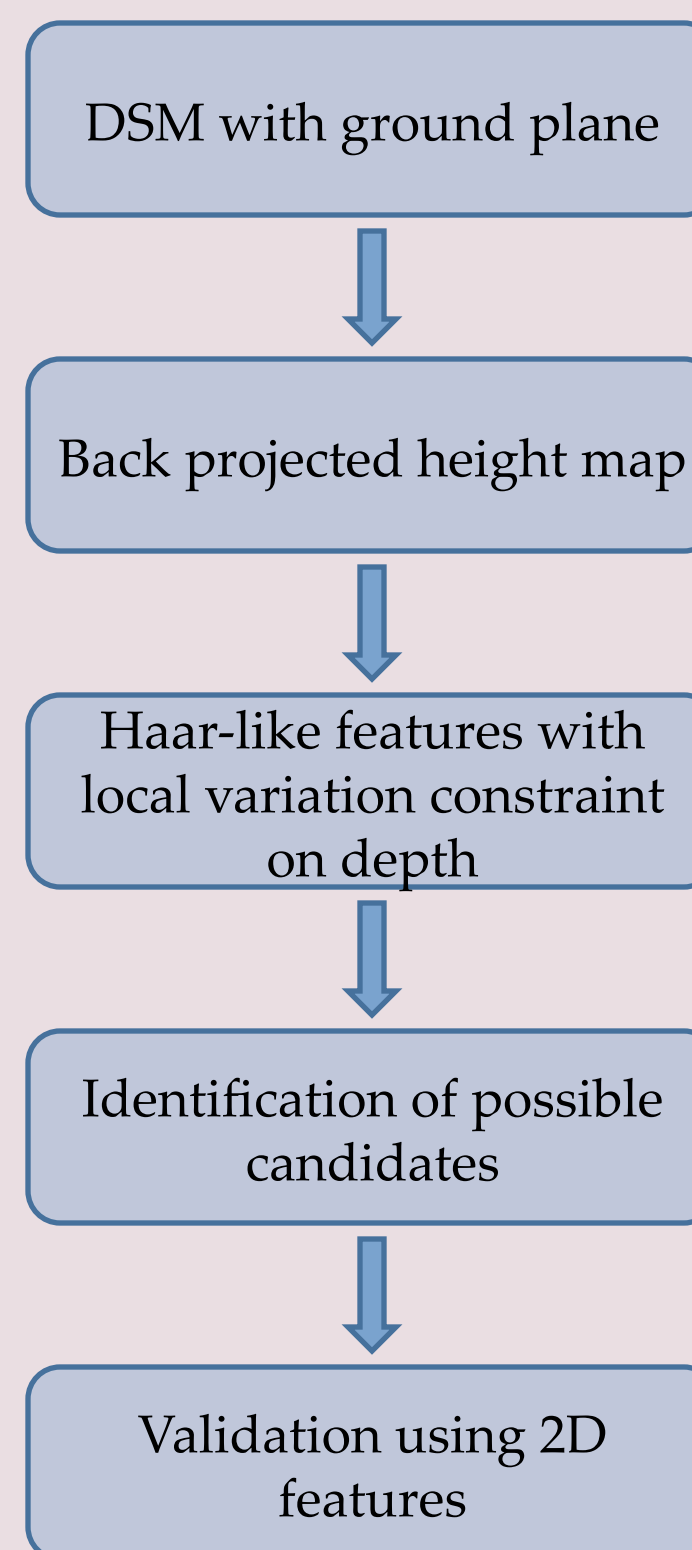 DSM with ground plane
Back projected height map
Haar-like features with
local variation constraint
on depth
Identification of possible
candidates
Validation using 2D
features